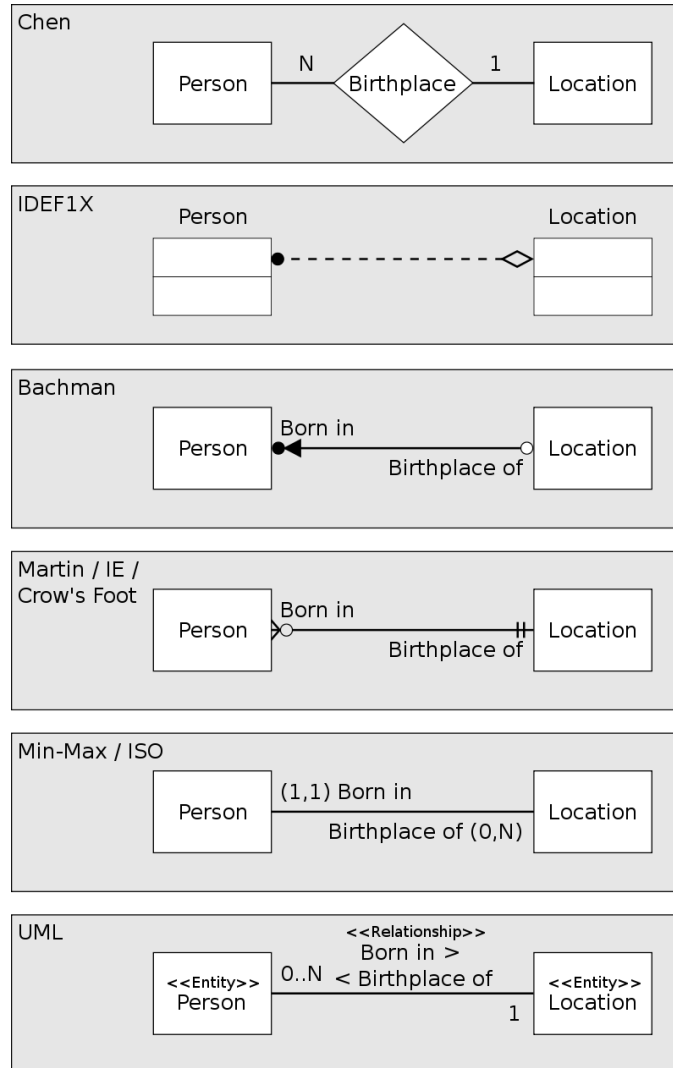 Chen
Person
N
Birthplace
1
Location
IDEF1X
Person
Location
Bachman
Person
Born in
Birthplace of
Location
Martin / IE /
Crow's Foot
Person
Born in
Birthplace of
Location
Min-Max / ISO
Person
(1,1) Born in
Birthplace of (0,N)
Location
UML
<<Entity>>
Person
0..N
<<Relationship>>
Born in >
< Birthplace of
1
<<Entity>>
Location